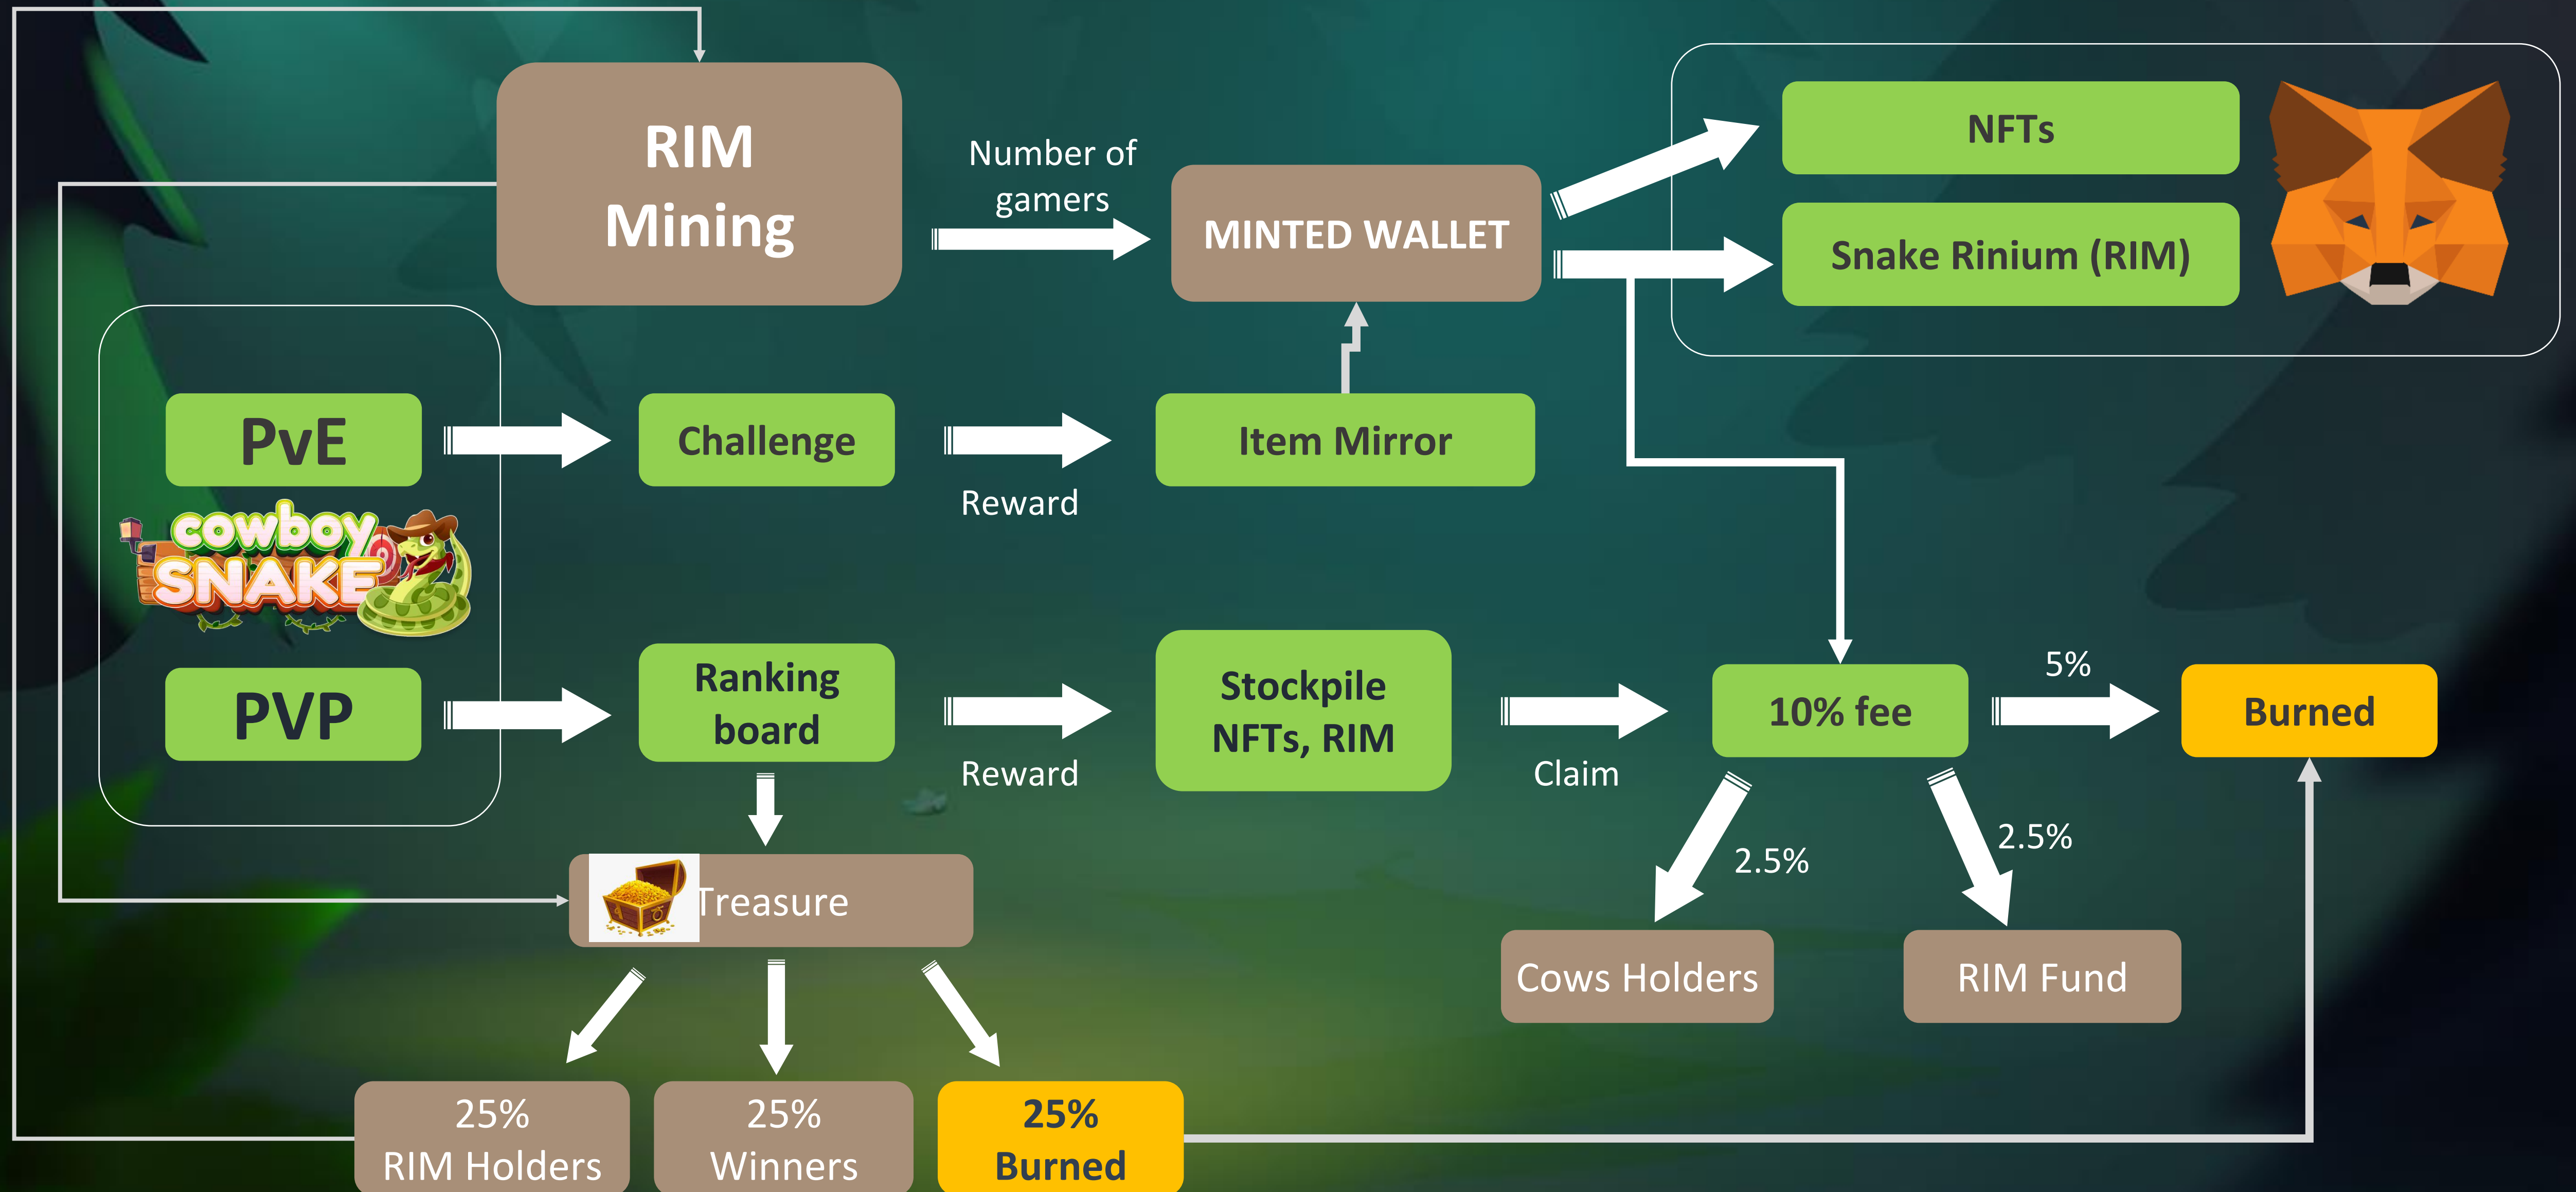 RIM
Mining
Number of
gamers
MINTED WALLET
NFTs
Snake Rinium (RIM)
PvE
Challenge
Reward
Item Mirror
cowboy
SNAKE
PVP
Ranking
board
Reward
Stockpile
NFTs, RIM
Claim
10% fee
5%
Burned
2.5%
2.5%
Treasure
Cows Holders
RIM Fund
25%
RIM Holders
25%
Winners
25%
Burned